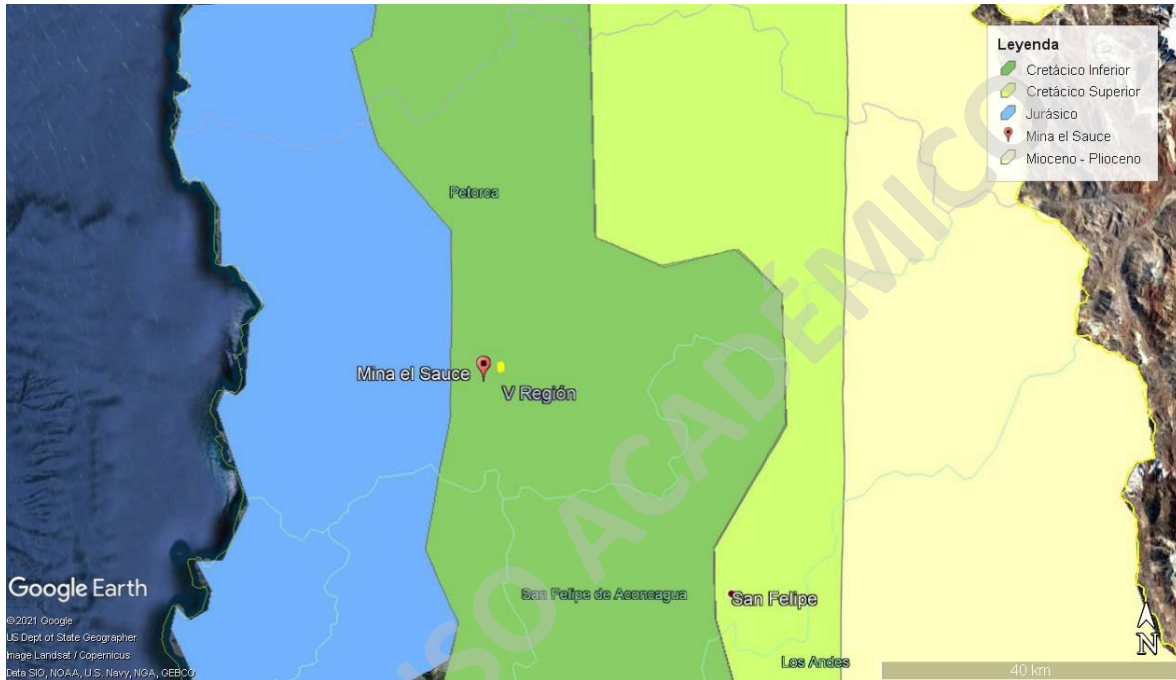 Leyenda
Cretácico Inferior
Cretácico Superior
Jurásico
Mina el Sauce
Mioceno - Plioceno
Petorca
Mina el Sauce
V Región
San Felipe de Aconcagua
San Felipe
Los Andes
USO ACADÉMICO
Google Earth
©2021 Google
US Dept of State Geographer
Image Landsat / Copernicus
Data SIO, NOAA, U.S. Navy, NGA, GEBCO
N
40 km